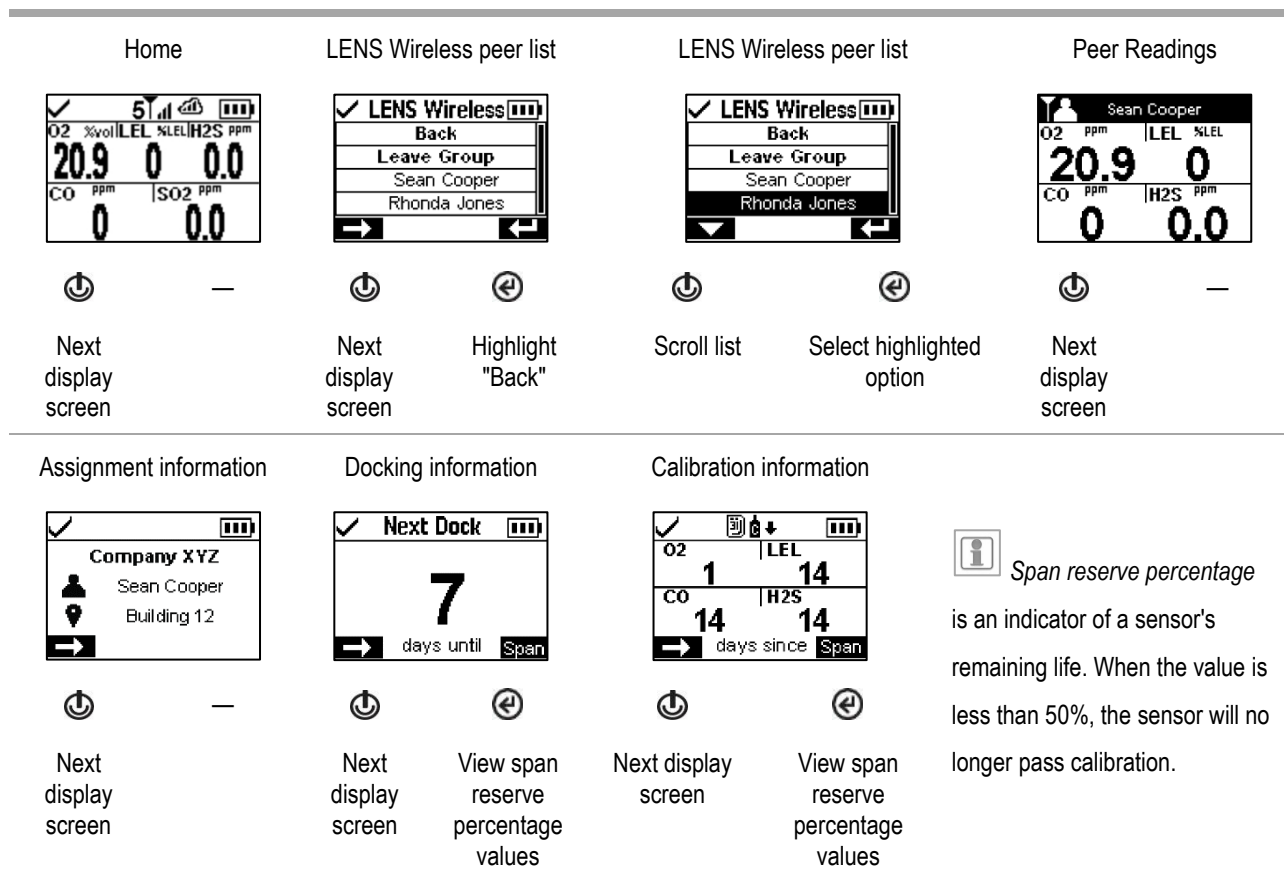 Home
LENS Wireless peer list
LENS Wireless peer list
Peer Readings
5
O2 %vol LEL %LEL H2S PPM
20.9 0 0.0
CO PPM SO2 PPM
0 0.0
LENS Wireless
Back
Leave Group
Sean Cooper
Rhonda Jones
LENS Wireless
Back
Leave Group
Sean Cooper
Rhonda Jones
Sean Cooper
O2 PPM LEL %LEL
20.9 0
CO PPM H2S PPM
0 0.0
—
—
Next
display
screen
Next
display
screen
Highlight
"Back"
Scroll list
Select highlighted
option
Next
display
screen
Assignment information
Docking information
Calibration information
Company XYZ
Sean Cooper
Building 12
Next Dock
7
days until Span
O2 LEL
1 14
CO H2S
14 14
days since Span
Span reserve percentage
is an indicator of a sensor's
remaining life. When the value is
less than 50%, the sensor will no
longer pass calibration.
—
Next
display
screen
Next
display
screen
View span
reserve
percentage
values
Next display
screen
View span
reserve
percentage
values